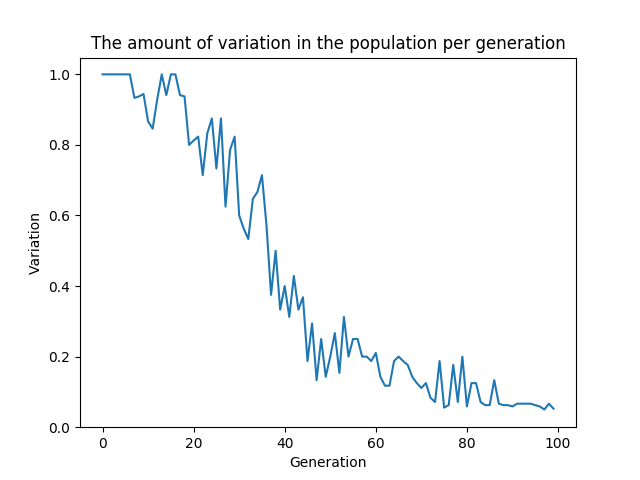 The amount of variation in the population per generation
1.0
0.8
0.6
0.4
0.2
0.0
Variation
0 20 40 60 80 100
Generation